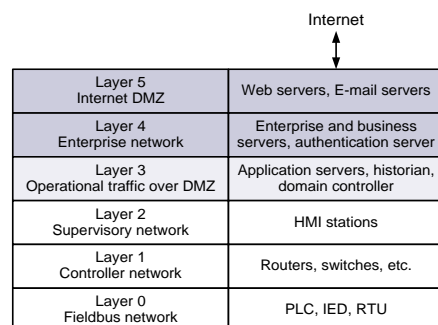 Internet
Layer 5
Internet DMZ
Web servers, E-mail servers
Layer 4
Enterprise network
Enterprise and business
servers, authentication server
Layer 3
Operational traffic over DMZ
Application servers, historian,
domain controller
Layer 2
Supervisory network
HMI stations
Layer 1
Controller network
Routers, switches, etc.
Layer 0
Fieldbus network
PLC, IED, RTU